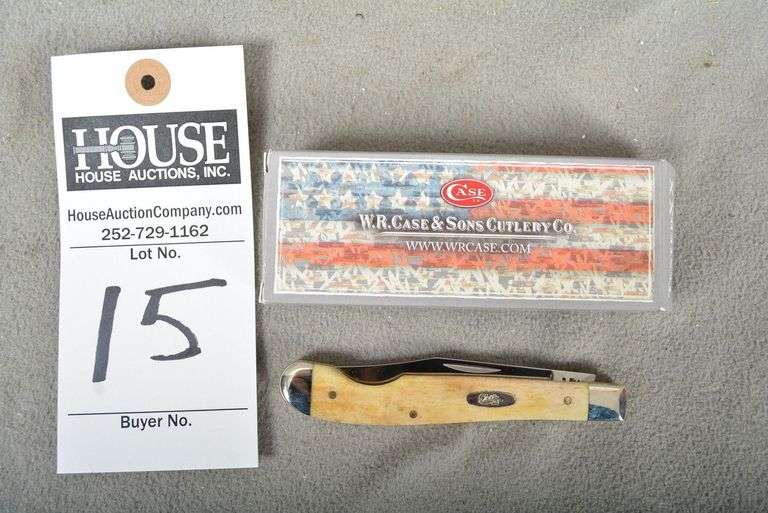 HOUSE
HOUSE AUCTIONS, INC.
HouseAuctionCompany.com
252-729-1162
Lot No.
15
Buyer No.
CASE
W.R. CASE & SONS CUTLERY CO.
WWW.WRCASE.COM